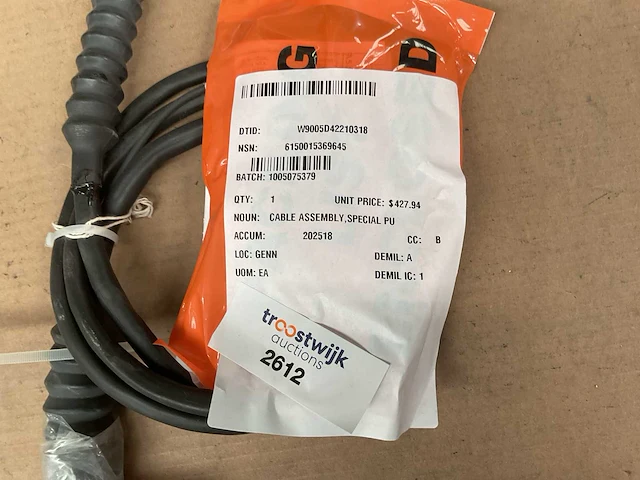 G D
DTID: W9005D42210318
NSN: 6150015369645
BATCH: 1005075379
QTY: 1 UNIT PRICE: $427.94
NOUN: CABLE ASSEMBLY,SPECIAL PU
ACCUM: 202518 CC: B
LOC: GENN DEMIL: A
UOM: EA DEMIL IC: 1
troostwijk
auctions
2612